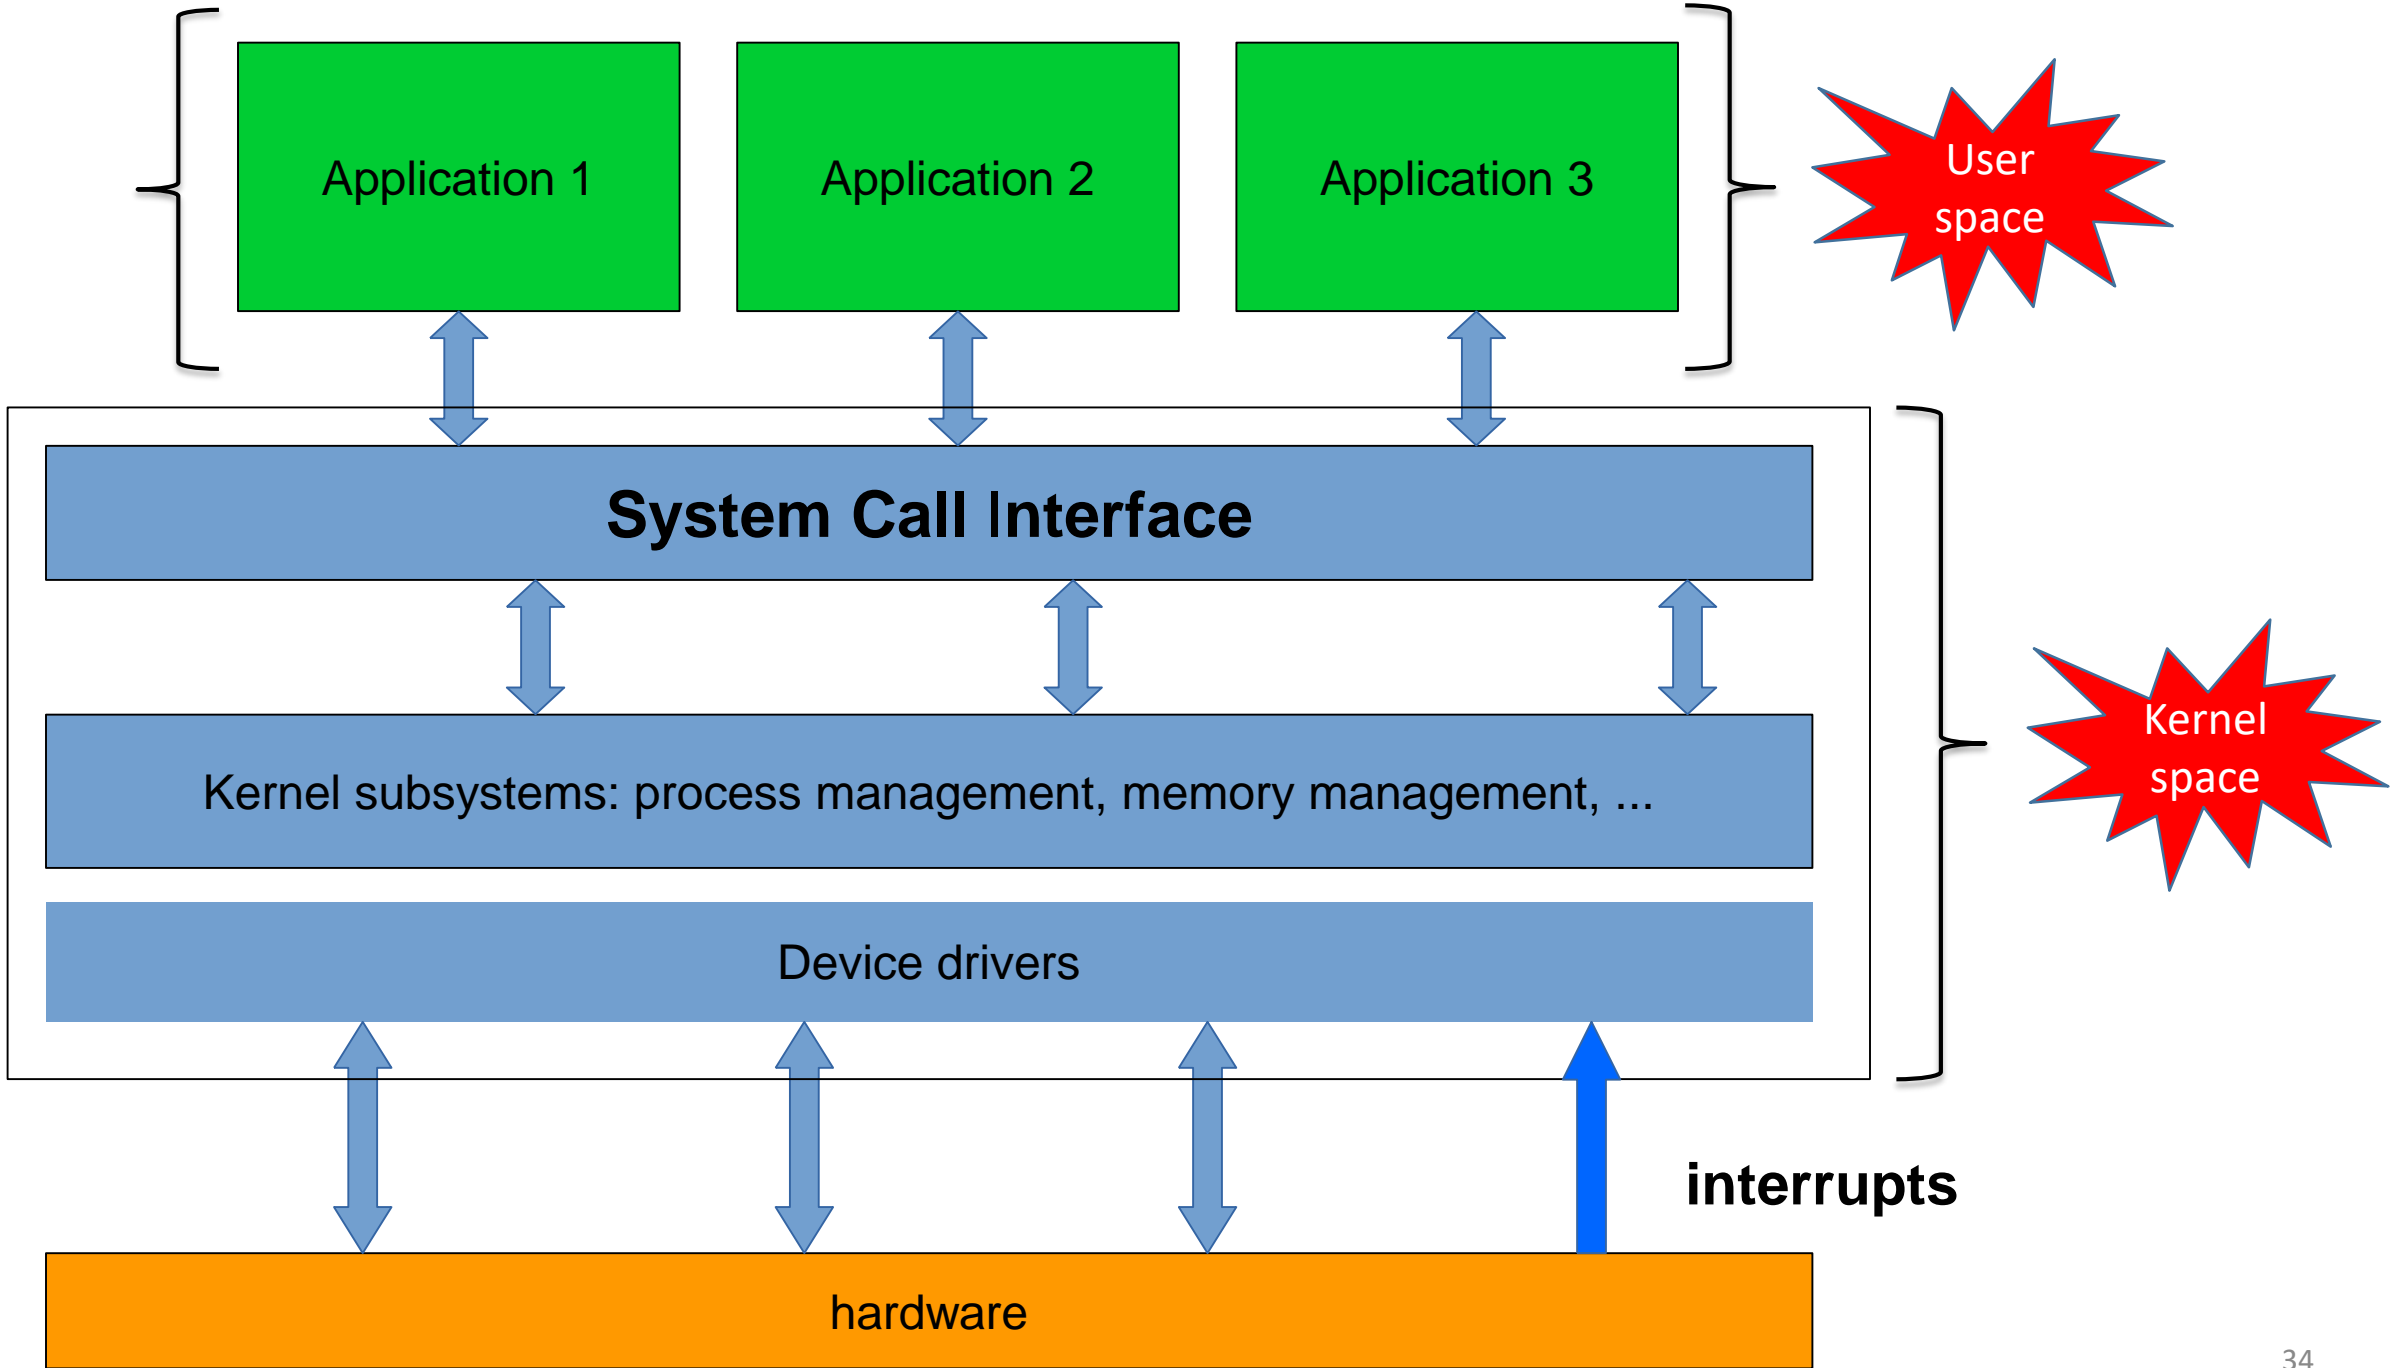 Application 1
Application 2
Application 3
User
space
System Call Interface
Kernel
space
Kernel subsystems: process management, memory management, ...
Device drivers
interrupts
hardware
34